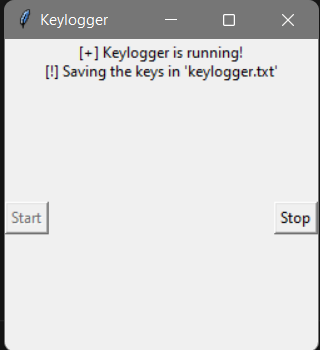 Keylogger
[+] Keylogger is running!
[!] Saving the keys in 'keylogger.txt'
Start
Stop